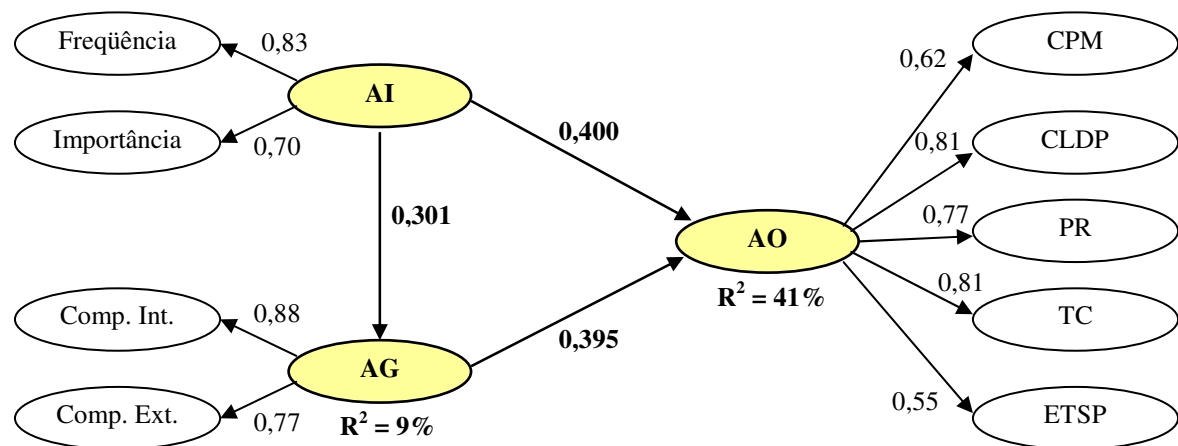 Freqüência
0,83
AI
Importância
0,70
0,400
0,301
Comp. Int.
0,88
AG
R² = 9%
Comp. Ext.
0,77
0,395
AO
R² = 41%
0,62
CPM
0,81
CLDP
0,77
PR
0,81
TC
0,55
ETSP